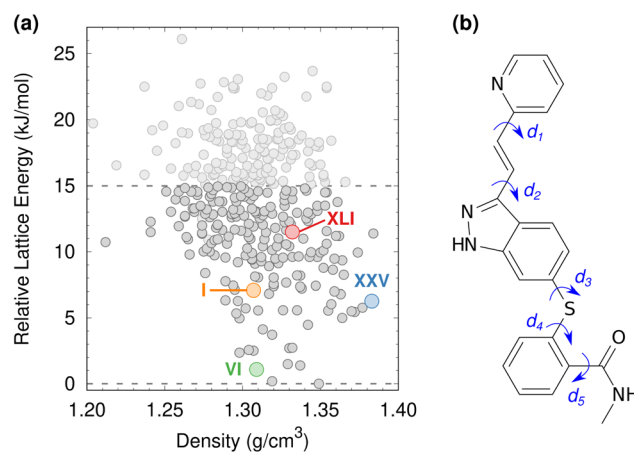 (a)
Relative Lattice Energy (kJ/mol)
25
20
15
10
5
0
XLI
XXV
I
VI
1.20
1.25
1.30
1.35
1.40
Density (g/cm³)
(b)
N
d₁
d₂
N
HN
d₃
S
d₄
O
d₅
NH